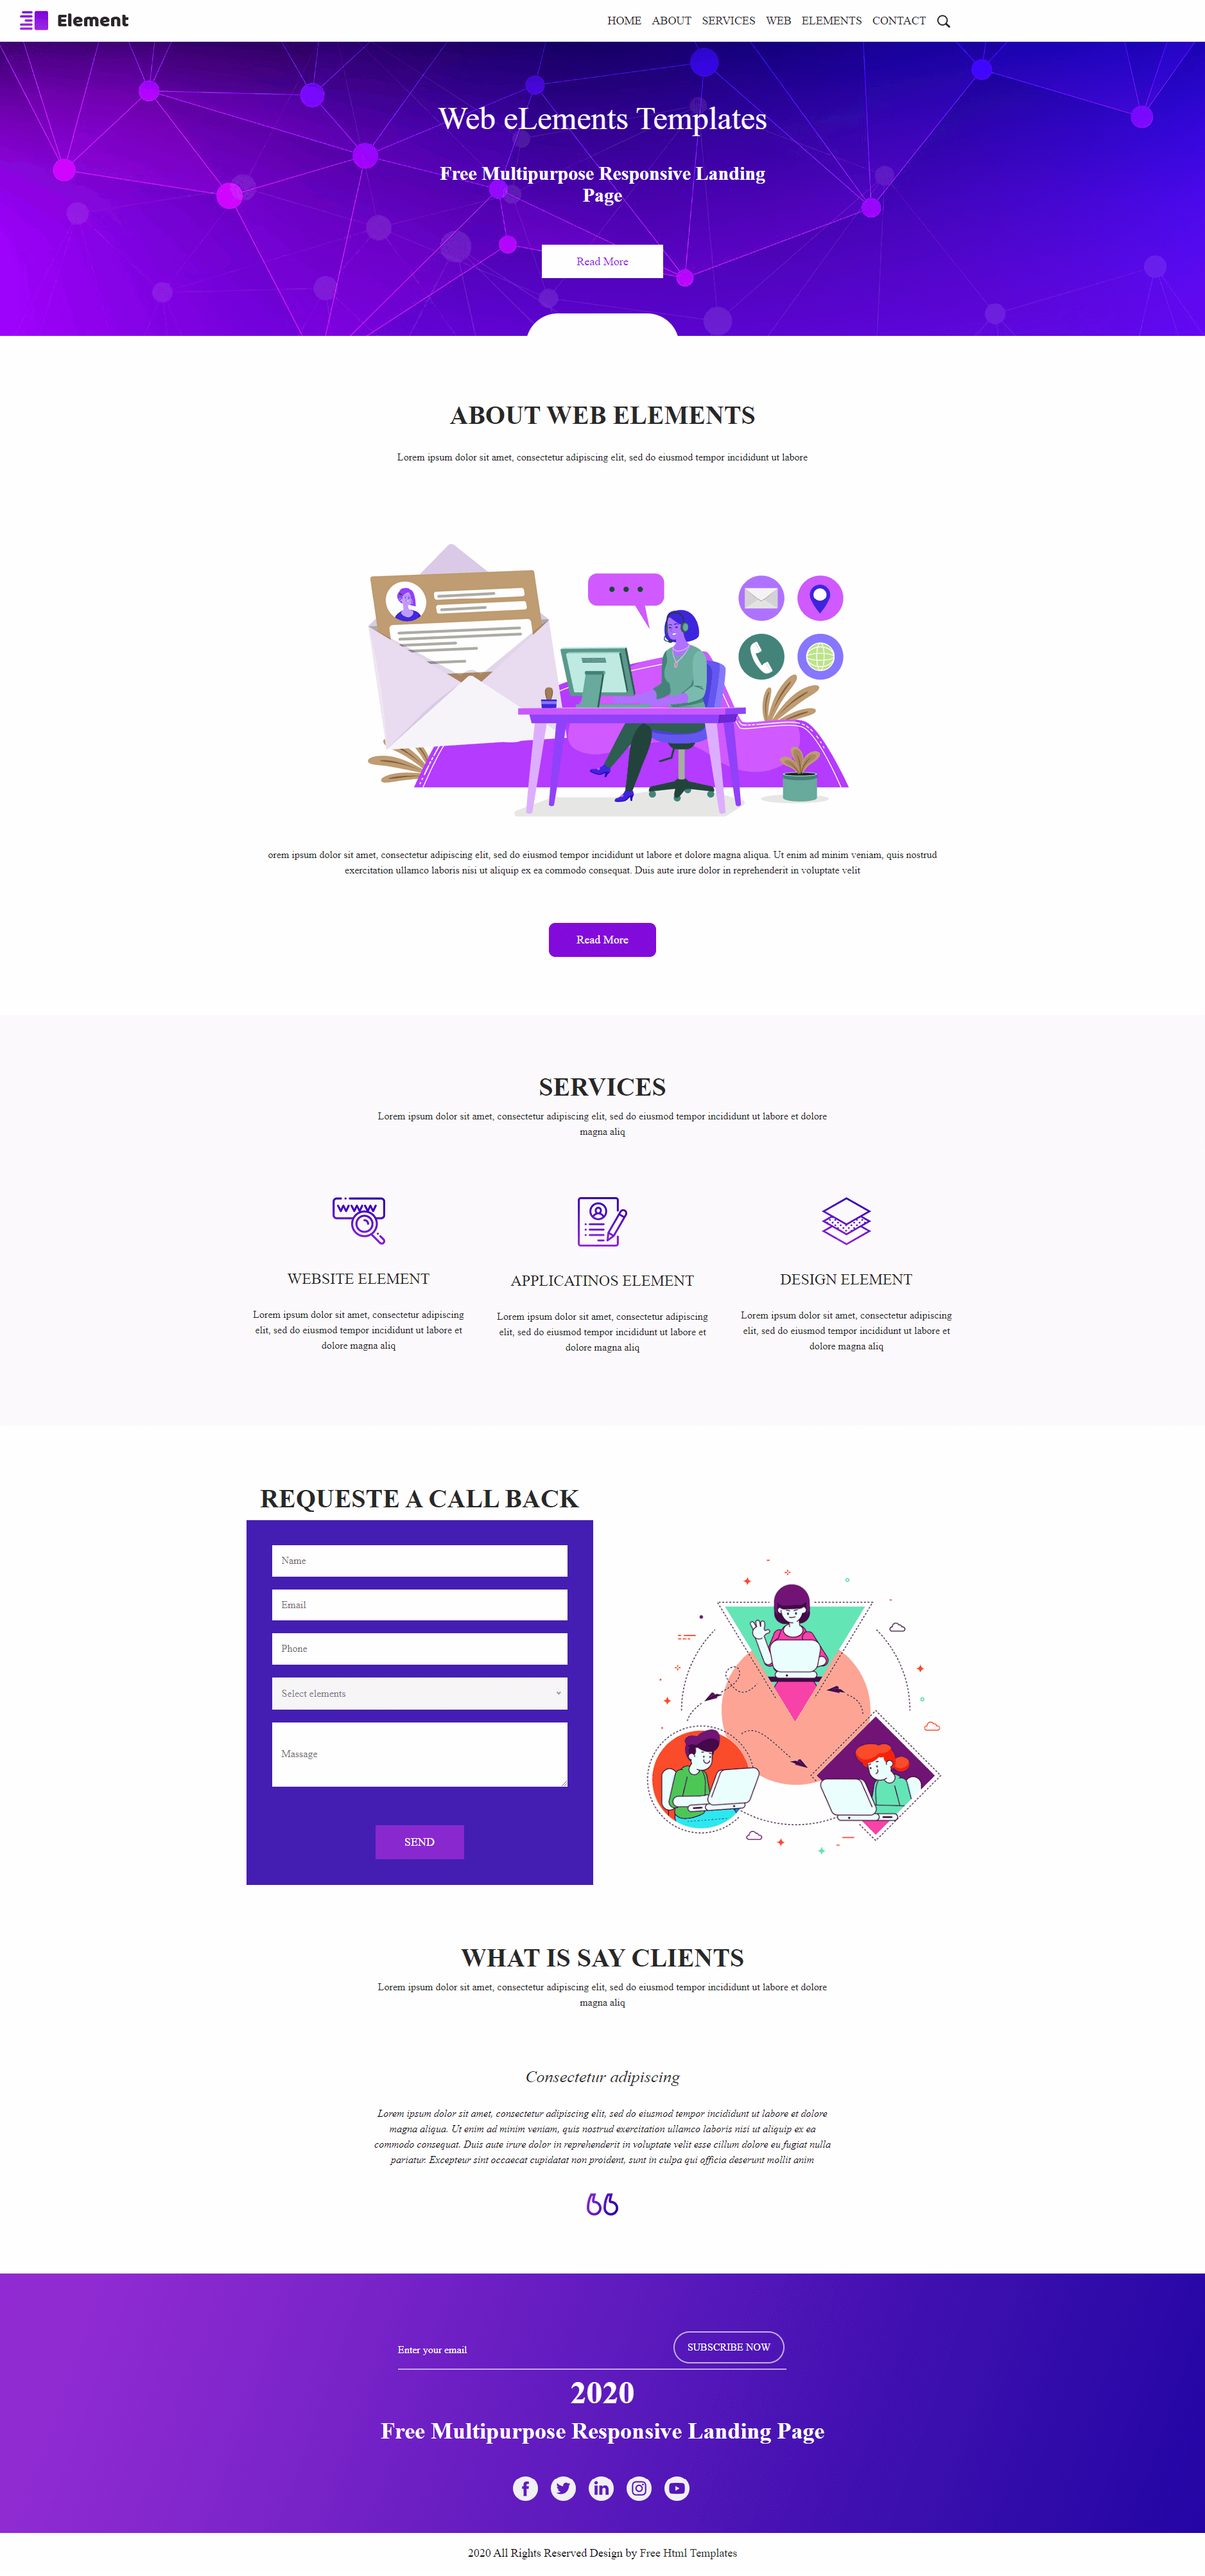 Element
HOME ABOUT SERVICES WEB ELEMENTS CONTACT
Web eLements Templates
Free Multipurpose Responsive Landing
Page
Read More
ABOUT WEB ELEMENTS
Lorem ipsum dolor sit amet, consectetur adipiscing elit, sed do eiusmod tempor incididunt ut labore
orem ipsum dolor sit amet, consectetur adipiscing elit, sed do eiusmod tempor incididunt ut labore et dolore magna aliqua. Ut enim ad minim veniam, quis nostrud
exercitation ullamco laboris nisi ut aliquip ex ea commodo consequat. Duis aute irure dolor in reprehenderit in voluptate velit
Read More
SERVICES
Lorem ipsum dolor sit amet, consectetur adipiscing elit, sed do eiusmod tempor incididunt ut labore et dolore
magna aliq
WWW
WEBSITE ELEMENT
Lorem ipsum dolor sit amet, consectetur adipiscing
elit, sed do eiusmod tempor incididunt ut labore et
dolore magna aliq
APPLICATINOS ELEMENT
Lorem ipsum dolor sit amet, consectetur adipiscing
elit, sed do eiusmod tempor incididunt ut labore et
dolore magna aliq
DESIGN ELEMENT
Lorem ipsum dolor sit amet, consectetur adipiscing
elit, sed do eiusmod tempor incididunt ut labore et
dolore magna aliq
REQUESTE A CALL BACK
Name
Email
Phone
Select elements
Massage
SEND
WHAT IS SAY CLIENTS
Lorem ipsum dolor sit amet, consectetur adipiscing elit, sed do eiusmod tempor incididunt ut labore et dolore
magna aliq
Consectetur adipiscing
Lorem ipsum dolor sit amet, consectetur adipiscing elit, sed do eiusmod tempor incididunt ut labore et dolore
magna aliqua. Ut enim ad minim veniam, quis nostrud exercitation ullamco laboris nisi ut aliquip ex ea
commodo consequat. Duis aute irure dolor in reprehenderit in voluptate velit esse cillum dolore eu fugiat nulla
pariatur. Excepteur sint occaecat cupidatat non proident, sunt in culpa qui officia deserunt mollit anim
Enter your email
SUBSCRIBE NOW
2020
Free Multipurpose Responsive Landing Page
2020 All Rights Reserved Design by Free Html Templates